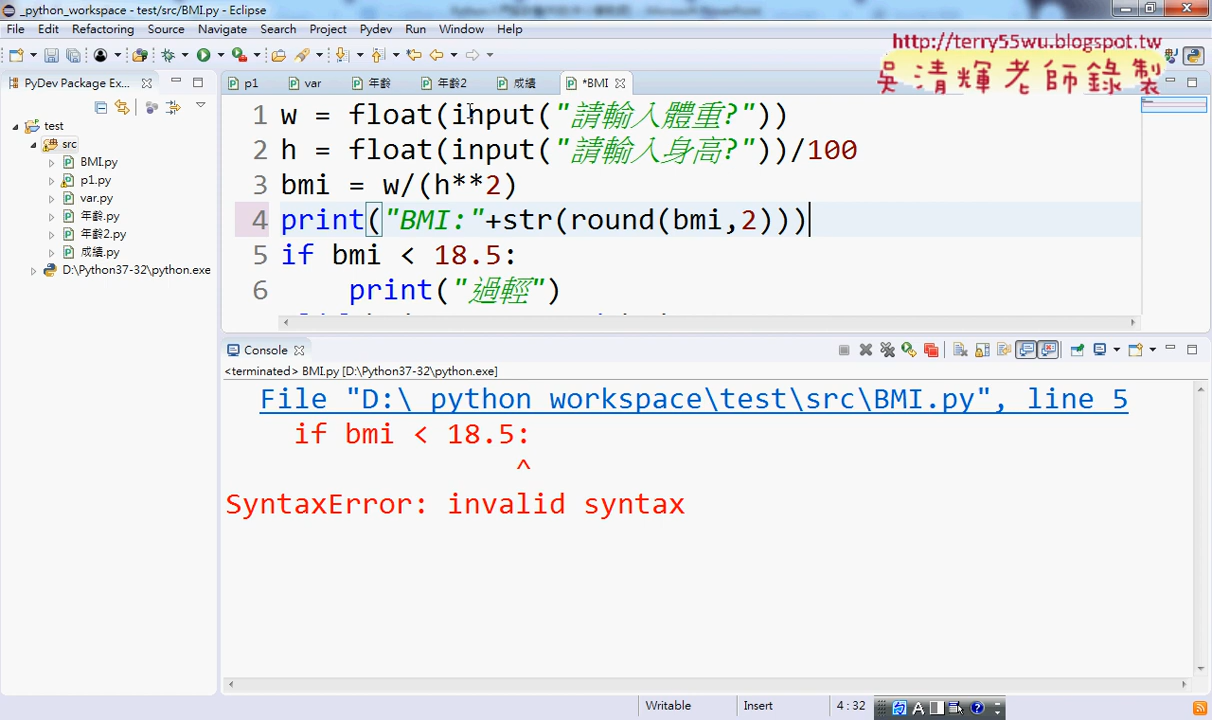 _python_workspace - test/src/BMI.py - Eclipse
File Edit Refactoring Source Navigate Search Project Pydev Run Window Help
http://terry55wu.blogspot.tw
吳清輝老師錄製
PyDev Package Ex...
p1 var 年齡 年齡2 成績 *BMI
test
src
BMI.py
p1.py
var.py
年齡.py
年齡2.py
成績.py
D:\Python37-32\python.exe
1 w = float(input("請輸入體重?"))
2 h = float(input("請輸入身高?"))/100
3 bmi = w/(h**2)
4 print("BMI:"+str(round(bmi,2)))
5 if bmi < 18.5:
6 print("過輕")
Console
<terminated> BMI.py [D:\Python37-32\python.exe]
File "D:\_python_workspace\test\src\BMI.py", line 5
if bmi < 18.5:
^
SyntaxError: invalid syntax
Writable Insert 4:32